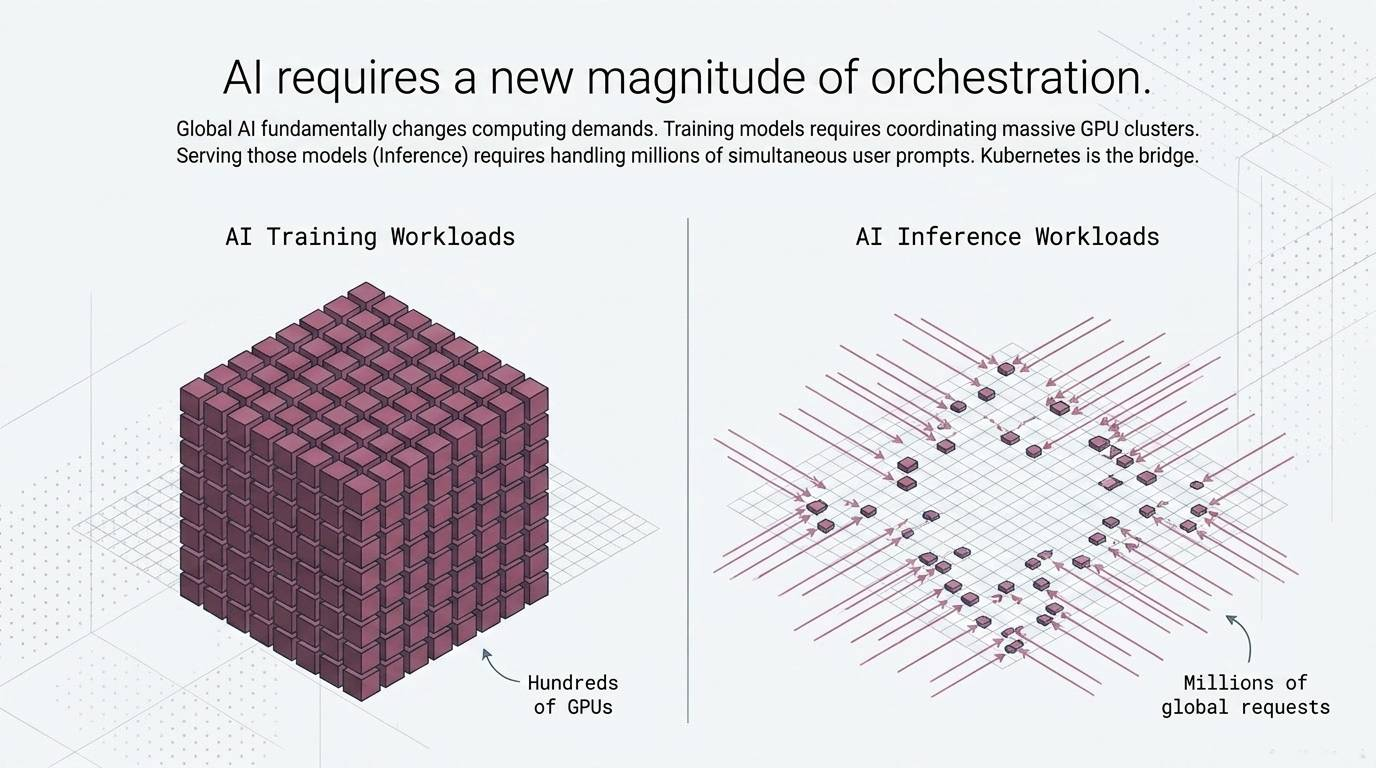 AI requires a new magnitude of orchestration.
Global AI fundamentally changes computing demands. Training models requires coordinating massive GPU clusters.
Serving those models (Inference) requires handling millions of simultaneous user prompts. Kubernetes is the bridge.
AI Training Workloads
Hundreds
of GPUs
AI Inference Workloads
Millions of
global requests